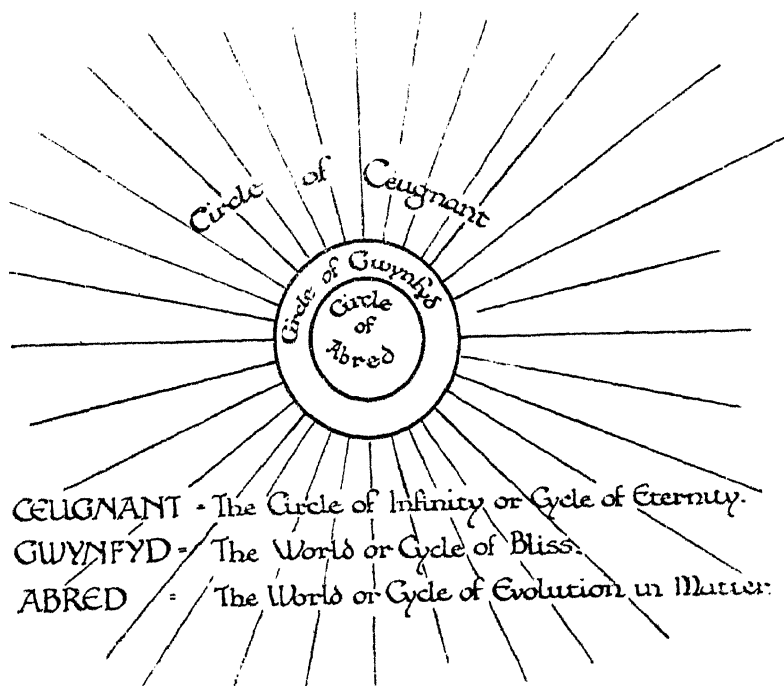 Circle of Ceugnant
Circle of Gwynfyd
Circle
of
Abred
CEUGNANT - The Circle of Infinity or Cycle of Eternity.
GWYNFYD = The World or Cycle of Bliss.
ABRED = The World or Cycle of Evolution in Matter.